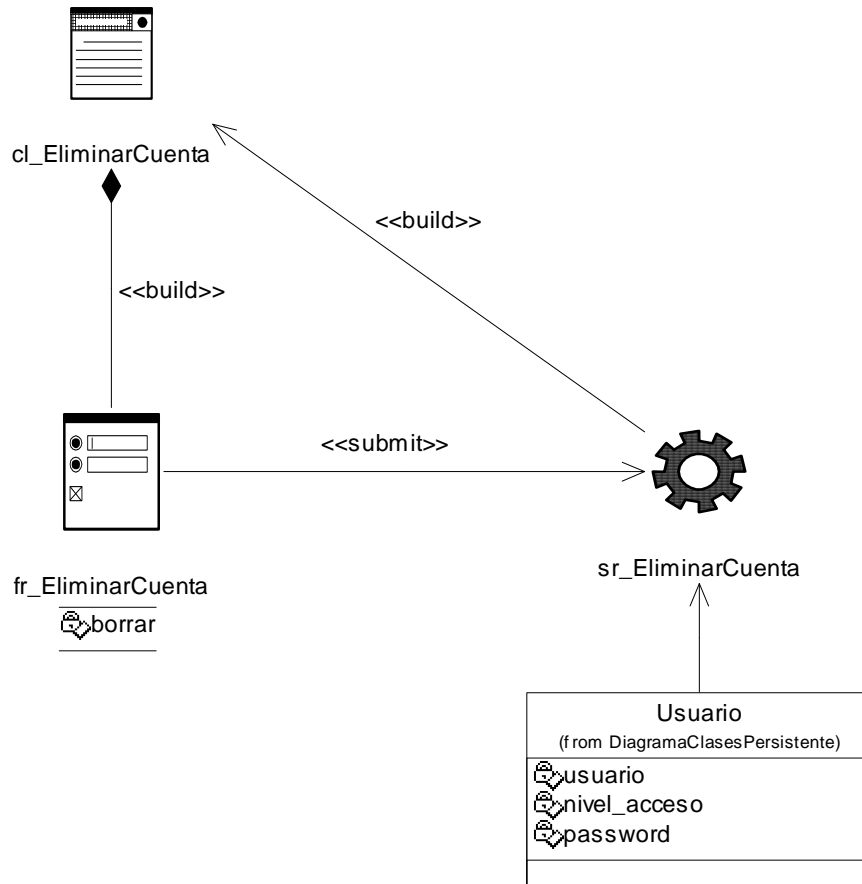 cl_EliminarCuenta
<<build>>
<<build>>
<<submit>>
fr_EliminarCuenta
borrar
sr_EliminarCuenta
Usuario
(from DiagramaClasesPersistente)
usuario
nivel_acceso
password